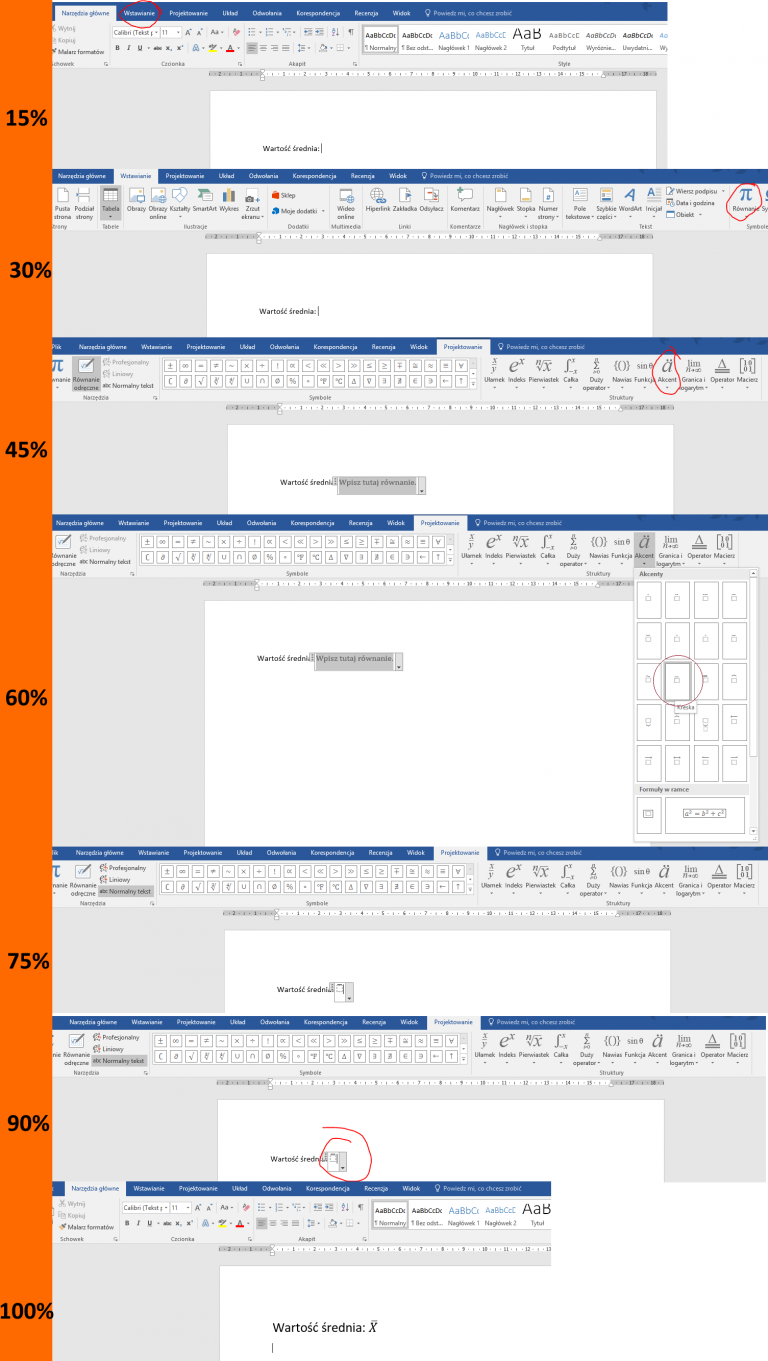 Narzędzia główne Wstawianie Projektowanie Układ Odwołania Korespondencja Recenzja Widok Powiedz mi, co chcesz zrobić
Wytnij
Kopiuj
Malarz formatów
Calibri (Tekst p 11
Schowek Czcionka Akapit Style
AaBbCcDc AaBbCcDc AaBbCc AaBbCcC AaB AaBbCcD AaBbCcDc AaBbCcDc
¶ Normalny ¶ Bez odst... Nagłówek 1 Nagłówek 2 Tytuł Podtytuł Wyróżnie... Uwydatni... Wy
15%
Wartość średnia:
Narzędzia główne Wstawianie Projektowanie Układ Odwołania Korespondencja Recenzja Widok Powiedz mi, co chcesz zrobić
Pusta strona Podział strony Tabela Obrazy Obrazy online Kształty SmartArt Wykres Zrzut ekranu Sklep Moje dodatki Wideo online Hiperlink Zakładka Odsyłacz Komentarz Nagłówek Stopka Numer strony Pole tekstowe Szybkie części WordArt Inicjał Wiersz podpisu Data i godzina Obiekt Równanie Sy
trony Tabele Ilustracje Dodatki Multimedia Linki Komentarze Nagłówek i stopka Tekst Symbole
30%
Wartość średnia:
Plik Narzędzia główne Wstawianie Projektowanie Układ Odwołania Korespondencja Recenzja Widok Projektowanie Powiedz mi, co chcesz zrobić
wnanie Równanie odręczne Profesjonalny
Liniowy
abc Normalny tekst
Ułamek Indeks Pierwiastek Całka Duży operator Nawias Funkcja Akcent Granica i logarytm Operator Macierz
Narzędzia Symbole Struktury
45%
Wartość średnia Wpisz tutaj równanie.
Narzędzia główne Wstawianie Projektowanie Układ Odwołania Korespondencja Recenzja Widok Projektowanie Powiedz mi, co chcesz zrobić
ównanie odręczne Profesjonalny
Liniowy
abc Normalny tekst
Ułamek Indeks Pierwiastek Całka Duży operator Nawias Funkcja Akcent Granica i logarytm Operator Macierz
Narzędzia Symbole Struktury
Akcenty
Wartość średni Wpisz tutaj równanie.
60%
Kreska
Formuły w ramce
a² = b² + c²
lik Narzędzia główne Wstawianie Projektowanie Układ Odwołania Korespondencja Recenzja Widok Projektowanie Powiedz mi, co chcesz zrobić
wnanie Równanie odręczne Profesjonalny
Liniowy
abc Normalny tekst
Ułamek Indeks Pierwiastek Całka Duży operator Nawias Funkcja Akcent Granica i logarytm Operator Macierz
Narzędzia Symbole Struktury
75%
Wartość średnia
Narzędzia główne Wstawianie Projektowanie Układ Odwołania Korespondencja Recenzja Widok Projektowanie Powiedz mi, co chcesz zrobić
nie Równanie odręczne Profesjonalny
Liniowy
abc Normalny tekst
Ułamek Indeks Pierwiastek Całka Duży operator Nawias Funkcja Akcent Granica i logarytm Operator Macierz
Narzędzia Symbole Struktury
90%
Wartość średn
Narzędzia główne Wstawianie Projektowanie Układ Odwołania Korespondencja Recenzja Widok Powiedz mi, co chcesz zrobić
Wytnij
Kopiuj
Malarz formatów
Calibri (Tekst p 11
AaBbCcDc AaBbCcDc AaBbCc AaBbCcC AaB
¶ Normalny ¶ Bez odst... Nagłówek 1 Nagłówek 2 Tytuł
Schowek Czcionka Akapit
100%
Wartość średnia: X̄